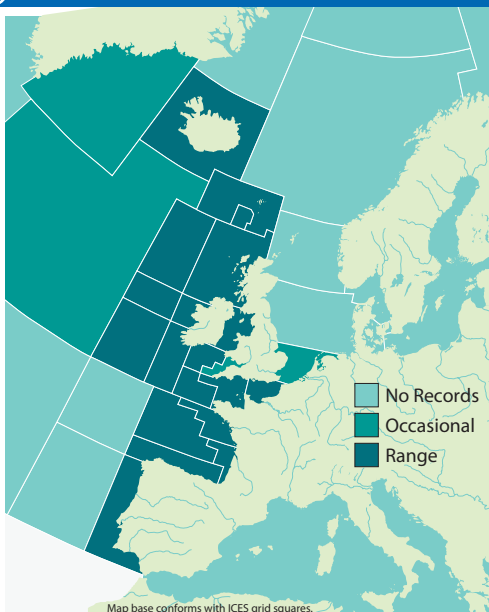 No Records
Occasional
Range
Map base conforms with ICES grid squares.